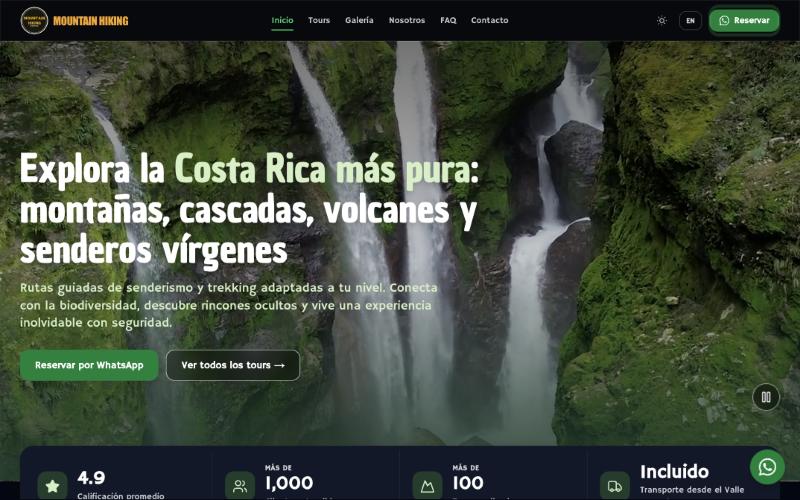 MOUNTAIN HIKING
MOUNTAIN HIKING
Inicio
Tours
Galería
Nosotros
FAQ
Contacto
EN
Reservar
Explora la Costa Rica más pura:
montañas, cascadas, volcanes y
senderos vírgenes
Rutas guiadas de senderismo y trekking adaptadas a tu nivel. Conecta
con la biodiversidad, descubre rincones ocultos y vive una experiencia
inolvidable con seguridad.
Reservar por WhatsApp
Ver todos los tours →
4.9
Calificación promedio
MÁS DE
1,000
MÁS DE
100
Incluido
Transporte desde el Valle